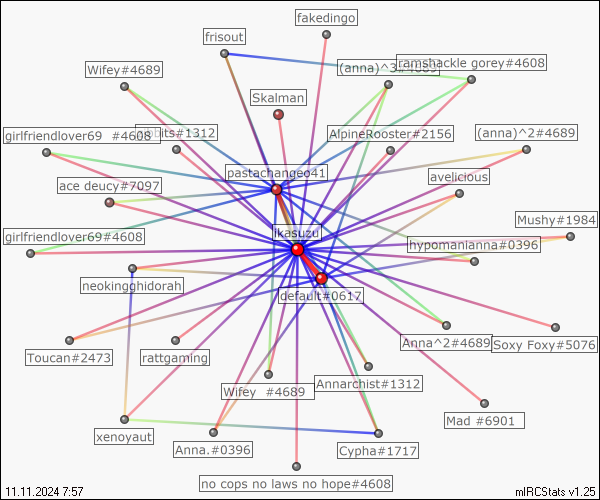 fakedingo
frisout
(anna)^3#4689
ramshackle gorey#4608
Wifey#4689
Skalman
girlfriendlover69 #4608
#1312
AlpineRooster#2156
(anna)^2#4689
pastachangeo41
avelicious
ace deucy#7097
Mushy#1984
ikasuzu
girlfriendlover69#4608
hypomanianna#0396
neokingghidorah
default#0617
Anna^2#4689
Soxy Foxy#5076
Toucan#2473
rattgaming
Annarchist#1312
Wifey #4689
Mad #6901
xenoyaut
Anna.#0396
Cypha#1717
no cops no laws no hope#4608
11.11.2024 7:57
mIRCStats v1.25